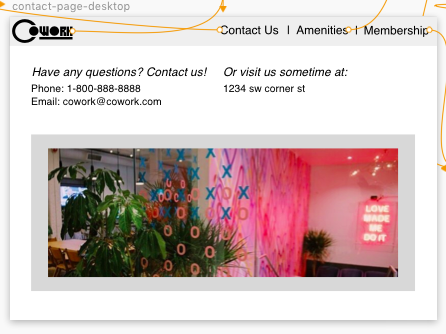 contact-page-desktop
Cowork
Contact Us | Amenities | Membership
Have any questions? Contact us!
Phone: 1-800-888-8888
Email: cowork@cowork.com
Or visit us sometime at:
1234 sw corner st
LOVE
MADE
ME
DO IT